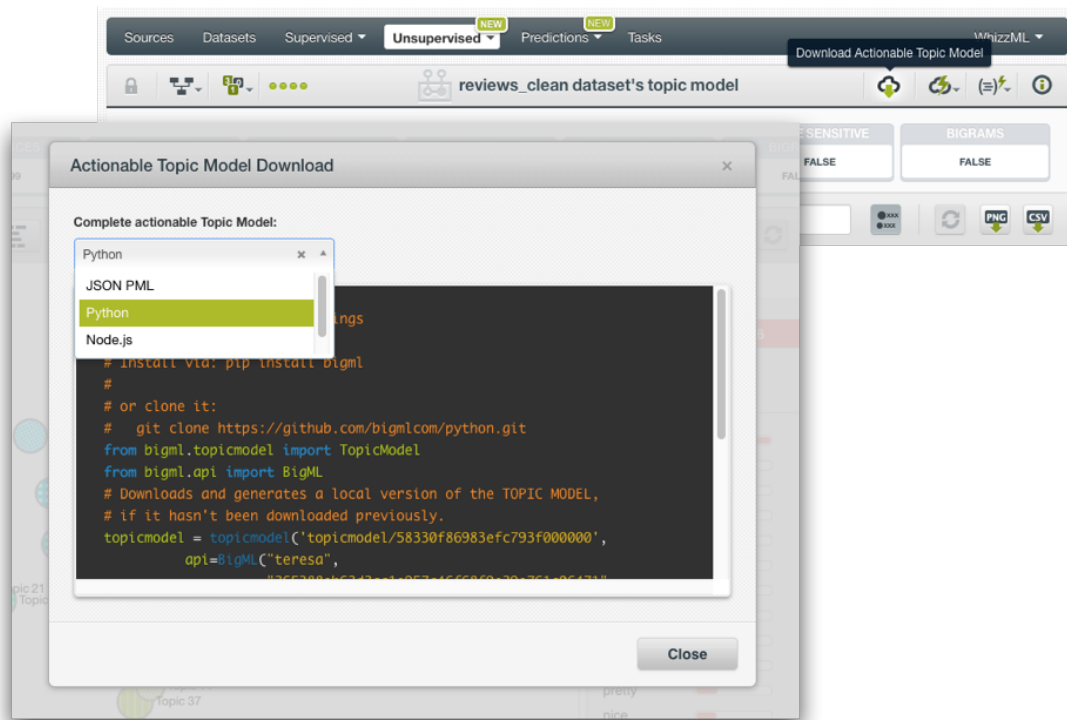 Sources Datasets Supervised Unsupervised NEW Predictions NEW Tasks WhizzML
Download Actionable Topic Model
reviews_clean dataset's topic model
SENSITIVE BIGRAMS
FALSE FALSE
PNG CSV
Actionable Topic Model Download ×
Complete actionable Topic Model:
Python
JSON PML
Python
Node.js
# Install via: pip install bigml
#
# or clone it:
# git clone https://github.com/bigmlcom/python.git
from bigml.topicmodel import TopicModel
from bigml.api import BigML
# Downloads and generates a local version of the TOPIC MODEL,
# if it hasn't been downloaded previously.
topicmodel = topicmodel('topicmodel/58330f86983efc793f000000',
api=BigML("teresa",
Close
Topic 37
pretty
nice